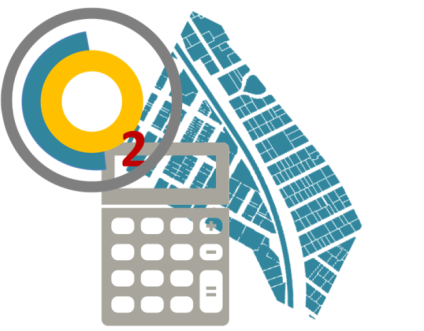 2
+
-
=